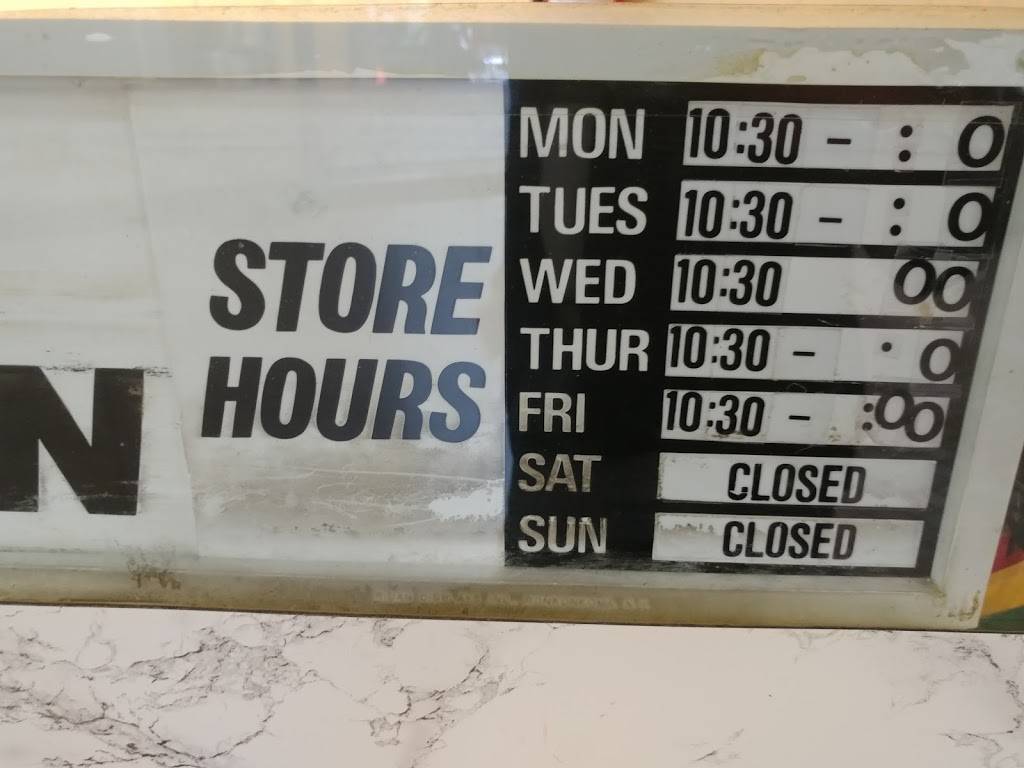 N
STORE
HOURS
MON 10:30 - : 0
TUES 10:30 - : 0
WED 10:30 00
THUR 10:30 - · 0
FRI 10:30 - :00
SAT CLOSED
SUN CLOSED